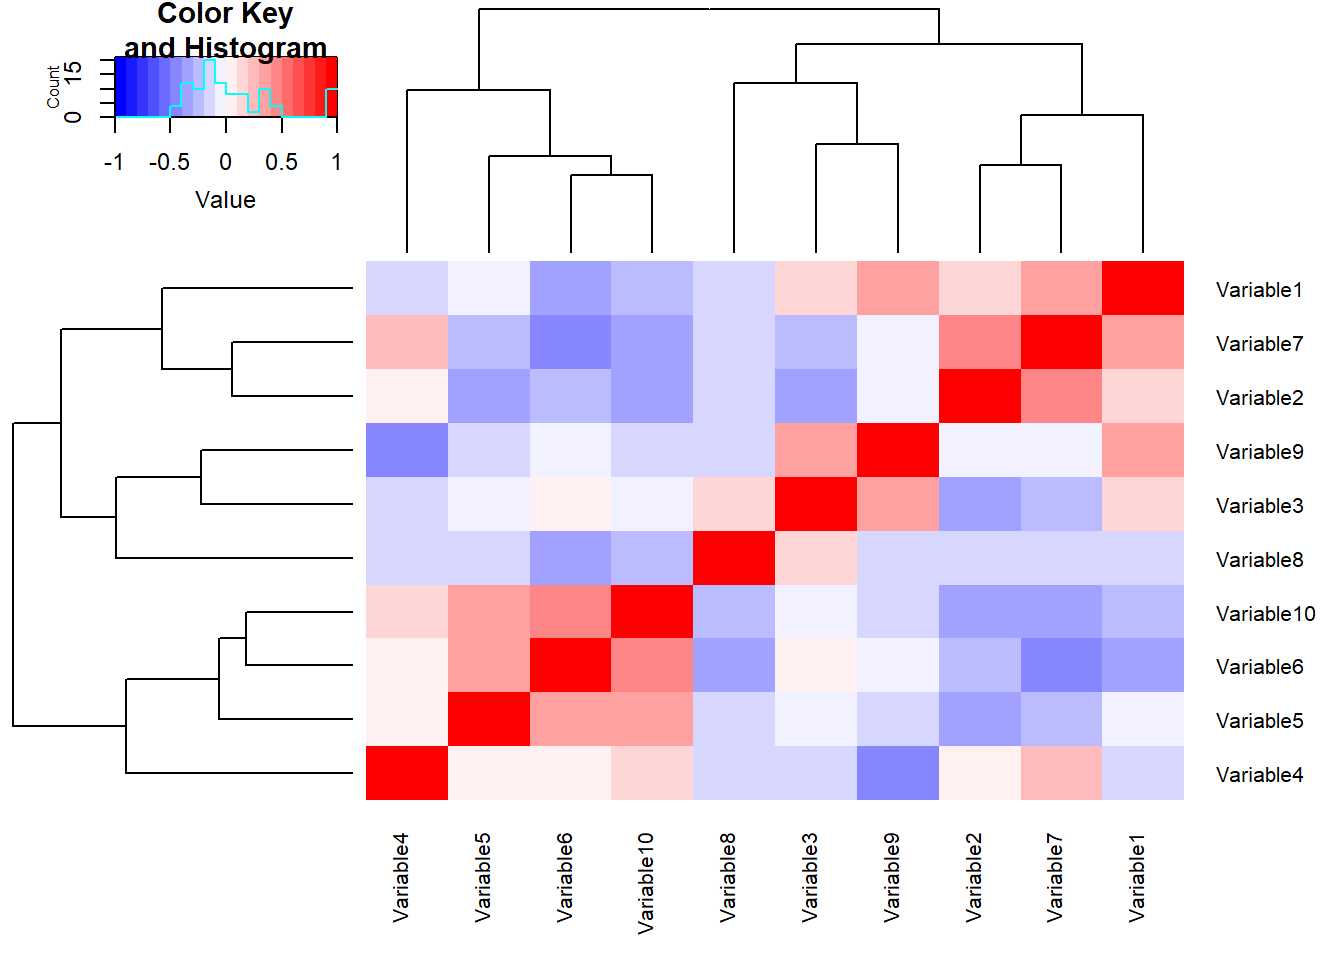 Color Key
and Histogram
Count
0 15
-1 -0.5 0 0.5 1
Value
Variable1
Variable7
Variable2
Variable9
Variable3
Variable8
Variable10
Variable6
Variable5
Variable4
Variable4 Variable5 Variable6 Variable10 Variable8 Variable3 Variable9 Variable2 Variable7 Variable1